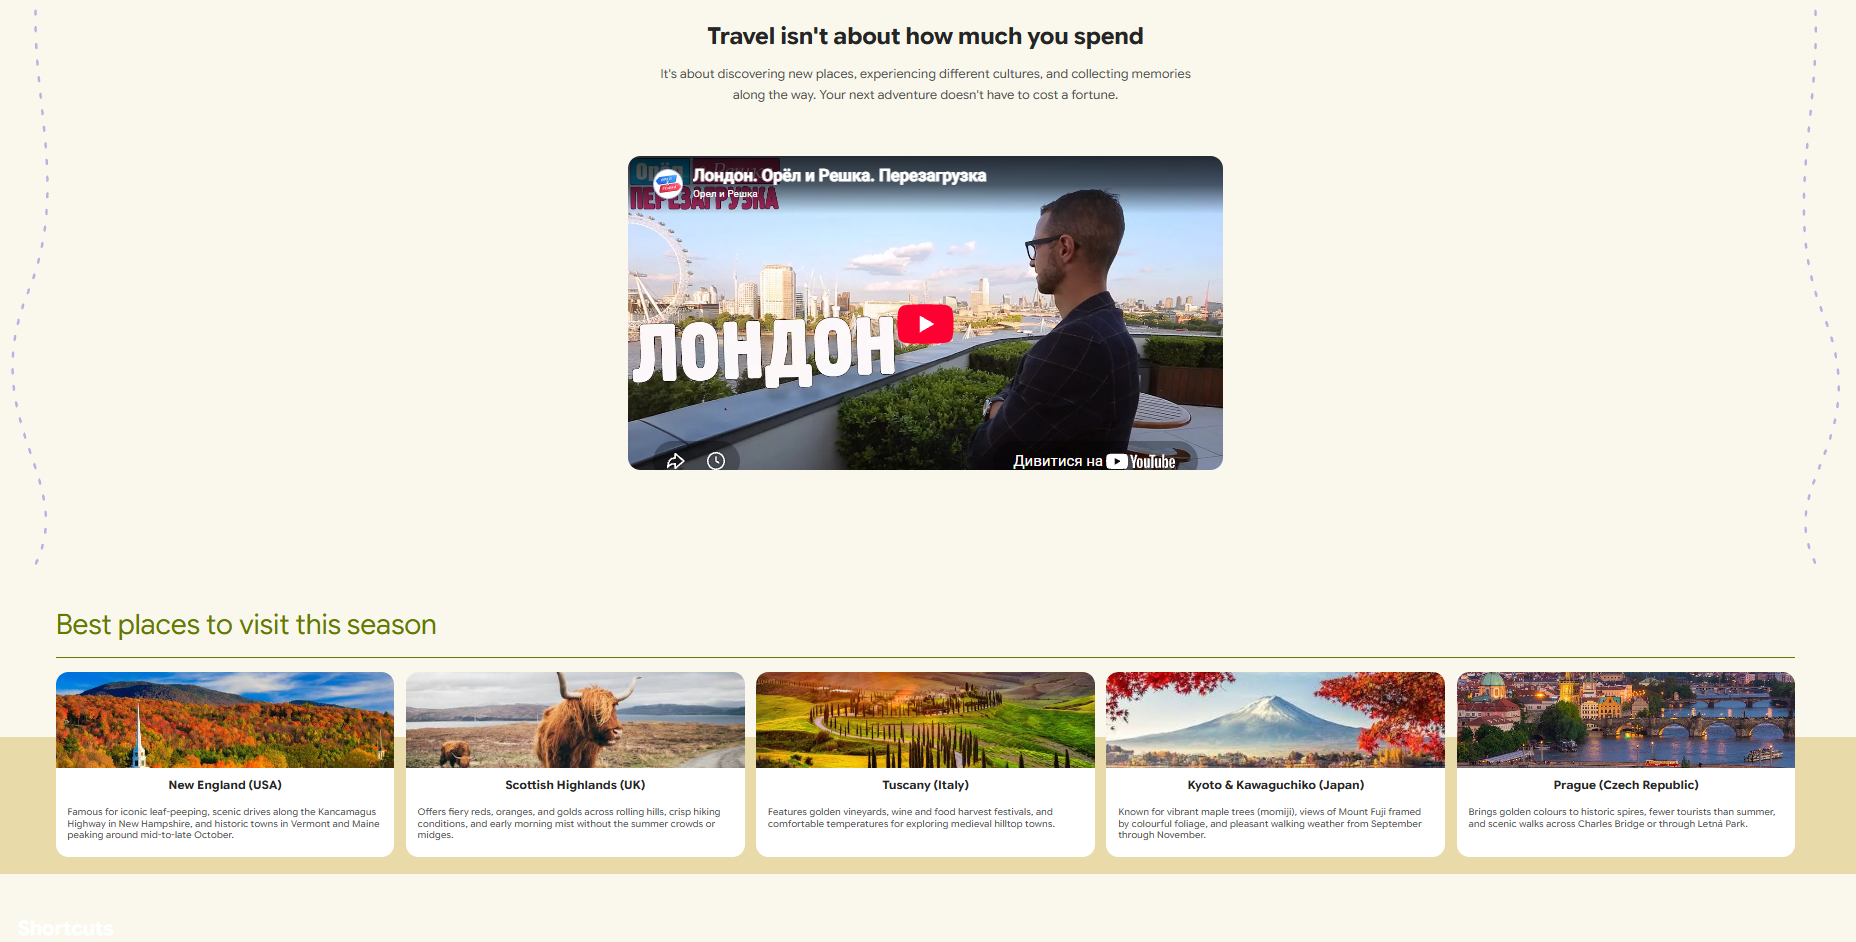 Travel isn't about how much you spend
It's about discovering new places, experiencing different cultures, and collecting memories
along the way. Your next adventure doesn't have to cost a fortune.
Орёл и Решка
ПЕРЕЗАГРУЗКА
Лондон. Орёл и Решка. Перезагрузка
Орел и Решка
ЛОНДОН
Дивитися на YouTube
Best places to visit this season
New England (USA)
Famous for iconic leaf-peeping, scenic drives along the Kancamagus
Highway in New Hampshire, and historic towns in Vermont and Maine
peaking around mid-to-late October.
Scottish Highlands (UK)
Offers fiery reds, oranges, and golds across rolling hills, crisp hiking
conditions, and early morning mist without the summer crowds or
midges.
Tuscany (Italy)
Features golden vineyards, wine and food harvest festivals, and
comfortable temperatures for exploring medieval hilltop towns.
Kyoto & Kawaguchiko (Japan)
Known for vibrant maple trees (momiji), views of Mount Fuji framed
by colourful foliage, and pleasant walking weather from September
through November.
Prague (Czech Republic)
Brings golden colours to historic spires, fewer tourists than summer,
and scenic walks across Charles Bridge or through Letná Park.
Shortcuts